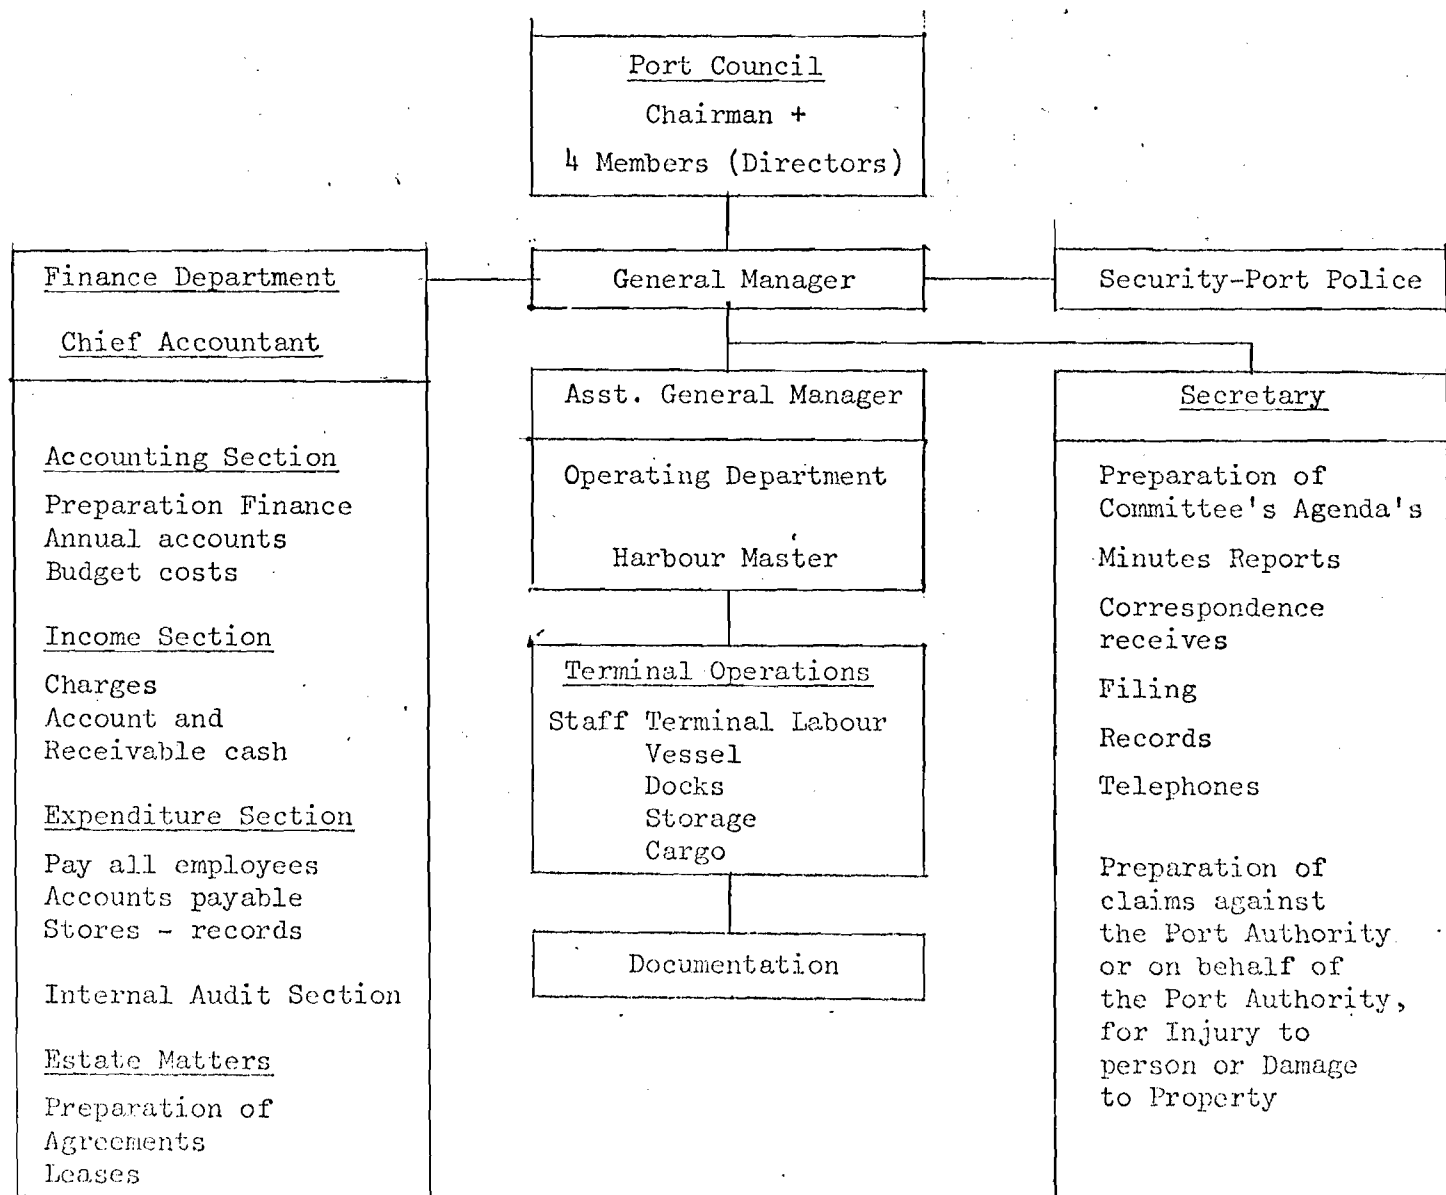 Port Council
Chairman +
4 Members (Directors)
Finance Department
Chief Accountant
General Manager
Security-Port Police
Accounting Section
Preparation Finance
Annual accounts
Budget costs
Income Section
Charges
Account and
Receivable cash
Expenditure Section
Pay all employees
Accounts payable
Stores - records
Internal Audit Section
Estate Matters
Preparation of
Agreements
Leases
Asst. General Manager
Operating Department
Harbour Master
Terminal Operations
Staff Terminal Labour
Vessel
Docks
Storage
Cargo
Documentation
Secretary
Preparation of
Committee's Agenda's
Minutes Reports
Correspondence
receives
Filing
Records
Telephones
Preparation of
claims against
the Port Authority
or on behalf of
the Port Authority,
for Injury to
person or Damage
to Property